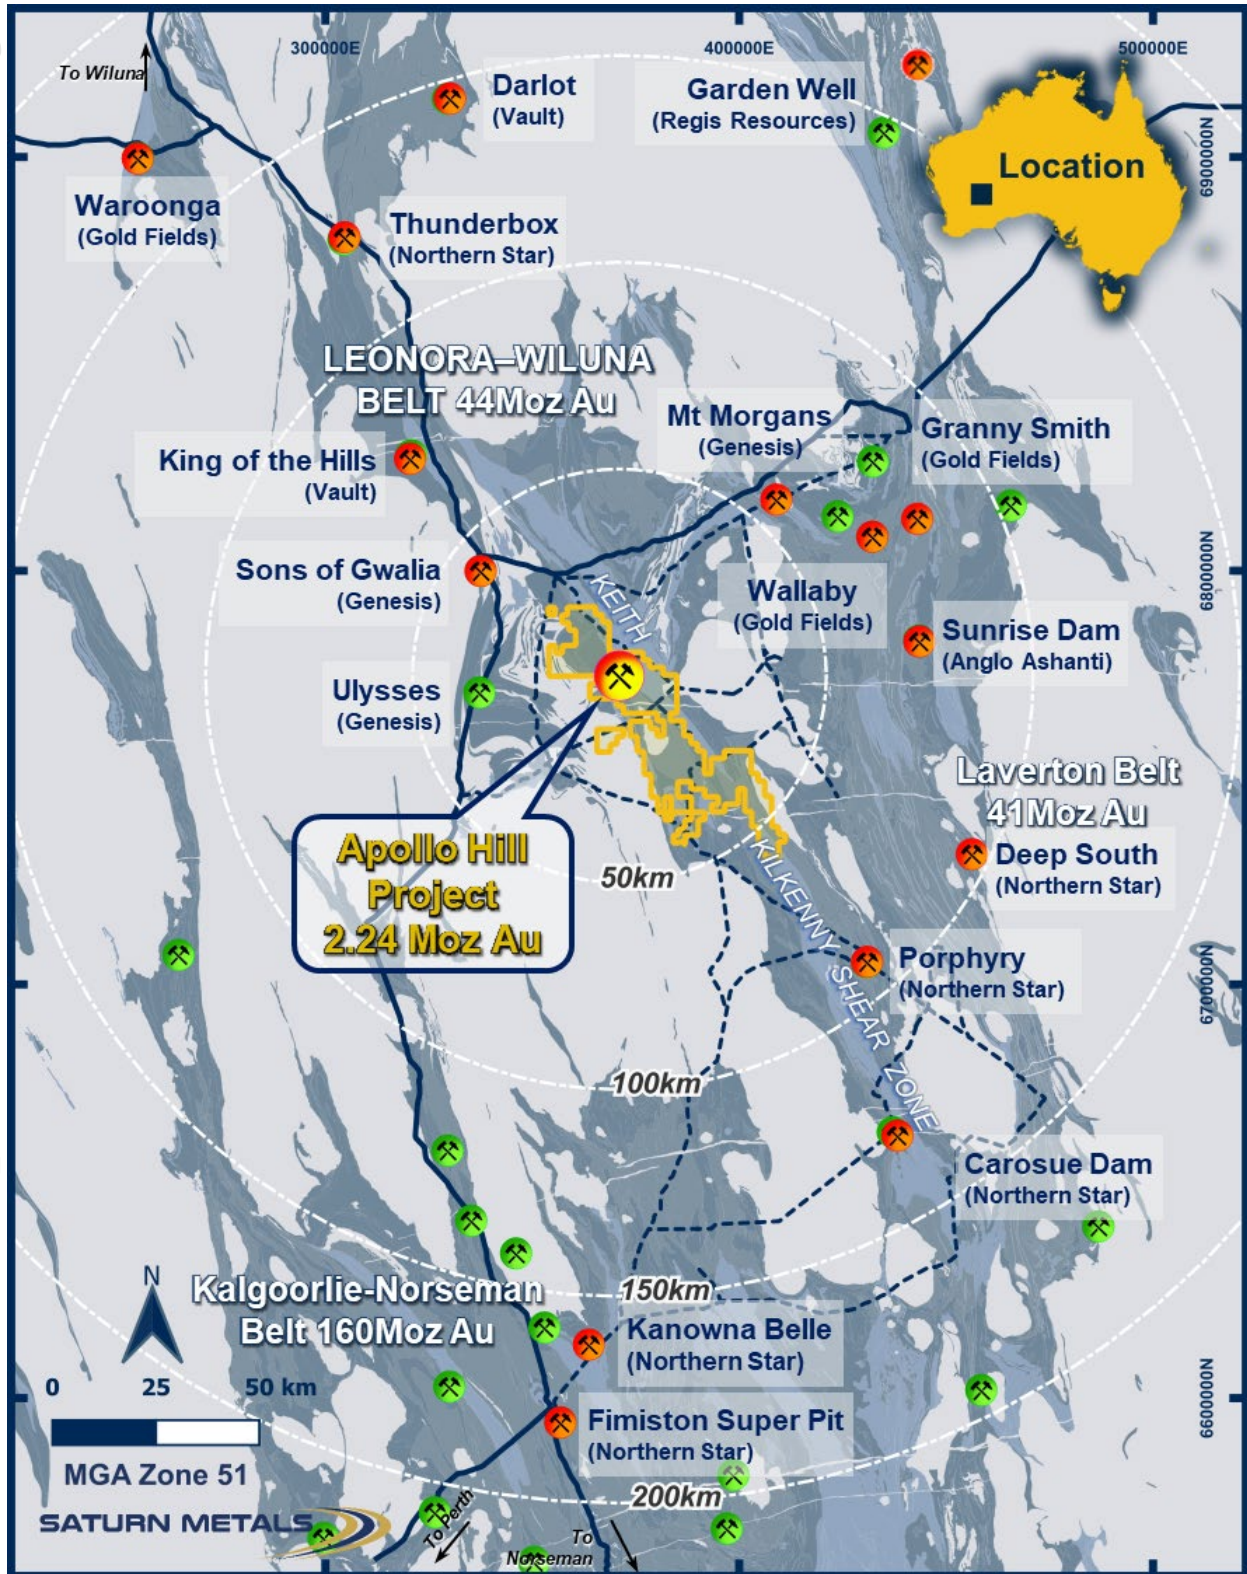 300000E
400000E
500000E
To Wiluna
Darlot
(Vault)
Garden Well
(Regis Resources)
6900000N
Location
Waroonga
(Gold Fields)
Thunderbox
(Northern Star)
LEONORA–WILUNA
BELT 44Moz Au
Mt Morgans
(Genesis)
Granny Smith
(Gold Fields)
King of the Hills
(Vault)
Sons of Gwalia
(Genesis)
6800000N
KEITH
Wallaby
(Gold Fields)
Sunrise Dam
(Anglo Ashanti)
Ulysses
(Genesis)
Laverton Belt
41Moz Au
Apollo Hill
Project
2.24 Moz Au
50km
KILKENNY SHEAR ZONE
Deep South
(Northern Star)
Porphyry
(Northern Star)
6700000N
100km
Carosue Dam
(Northern Star)
150km
Kalgoorlie-Norseman
Belt 160Moz Au
N
Kanowna Belle
(Northern Star)
0 25 50 km
Fimiston Super Pit
(Northern Star)
6600000N
MGA Zone 51
200km
SATURN METALS
To Perth
To
Norseman